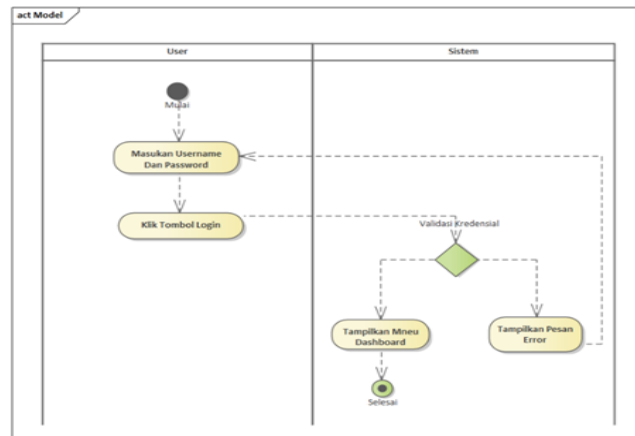 act Model
User
Sistem
Mulai
Masukan Username
Dan Password
Klik Tombol Login
Validasi Kredensial
Tampilkan Mneu
Dashboard
Tampilkan Pesan
Error
Selesai